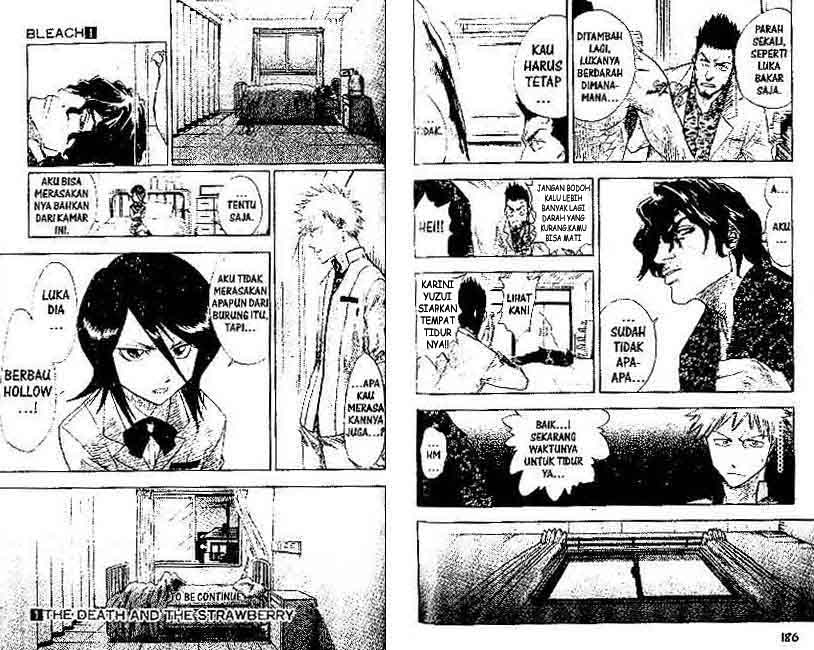 PARAH
SEKALI,
SEPERTI
LUKA
BAKAR
SAJA.
DITAMBAH
LAGI,
LUKANYA
BERDARAH
DIMANA-
MANA...
KAU
HARUS
TETAP
...
A...
AKU
...
...
SUDAH
TIDAK
APA-
APA...
JANGAN BODOH
KALU LEBIH
BANYAK LAGI
DARAH YANG
KURANG,KAMU
BISA MATI
HEI!!
LIHAT
KAN!
KARIN!
YUZU!
SIAPKAN
TEMPAT
TIDUR
NYA!!
BAIK...!
SEKARANG
WAKTUNYA
UNTUK TIDUR
YA...
...
HM
...
186
BLEACH 1
...APA
KAU
MERASA
KANNYA
JUGA...?
...
TENTU
SAJA.
AKU BISA
MERASAKAN
NYA BAHKAN
DARI KAMAR
INI.
AKU TIDAK
MERASAKAN
APAPUN DARI
BURUNG ITU,
TAPI...
LUKA
DIA
...
BERBAU
HOLLOW
...!
TO BE CONTINUE
1 THE DEATH AND THE STRAWBERRY